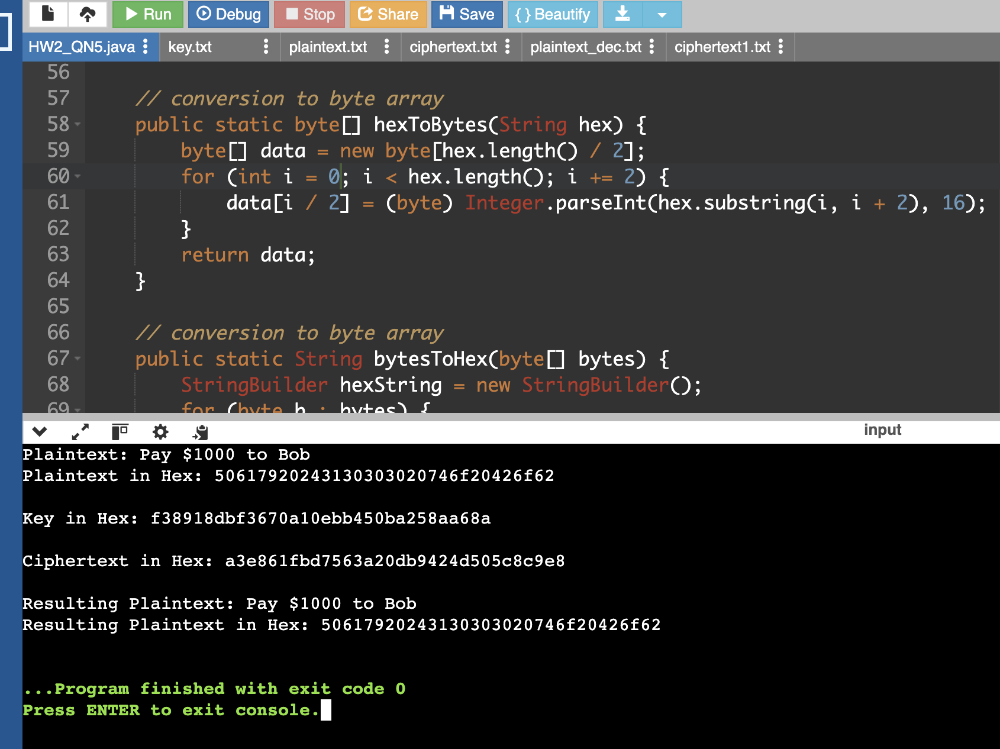 Run Debug Stop Share Save { } Beautify
HW2_QN5.java key.txt plaintext.txt ciphertext.txt plaintext_dec.txt ciphertext1.txt
56
57 // conversion to byte array
58 public static byte[] hexToBytes(String hex) {
59 byte[] data = new byte[hex.length() / 2];
60 for (int i = 0; i < hex.length(); i += 2) {
61 data[i / 2] = (byte) Integer.parseInt(hex.substring(i, i + 2), 16);
62 }
63 return data;
64 }
65
66 // conversion to byte array
67 public static String bytesToHex(byte[] bytes) {
68 StringBuilder hexString = new StringBuilder();
69 for (byte b : bytes) {
input
Plaintext: Pay $1000 to Bob
Plaintext in Hex: 50617920243130303020746f20426f62
Key in Hex: f38918dbf3670a10ebb450ba258aa68a
Ciphertext in Hex: a3e861fbd7563a20db9424d505c8c9e8
Resulting Plaintext: Pay $1000 to Bob
Resulting Plaintext in Hex: 50617920243130303020746f20426f62
...Program finished with exit code 0
Press ENTER to exit console.